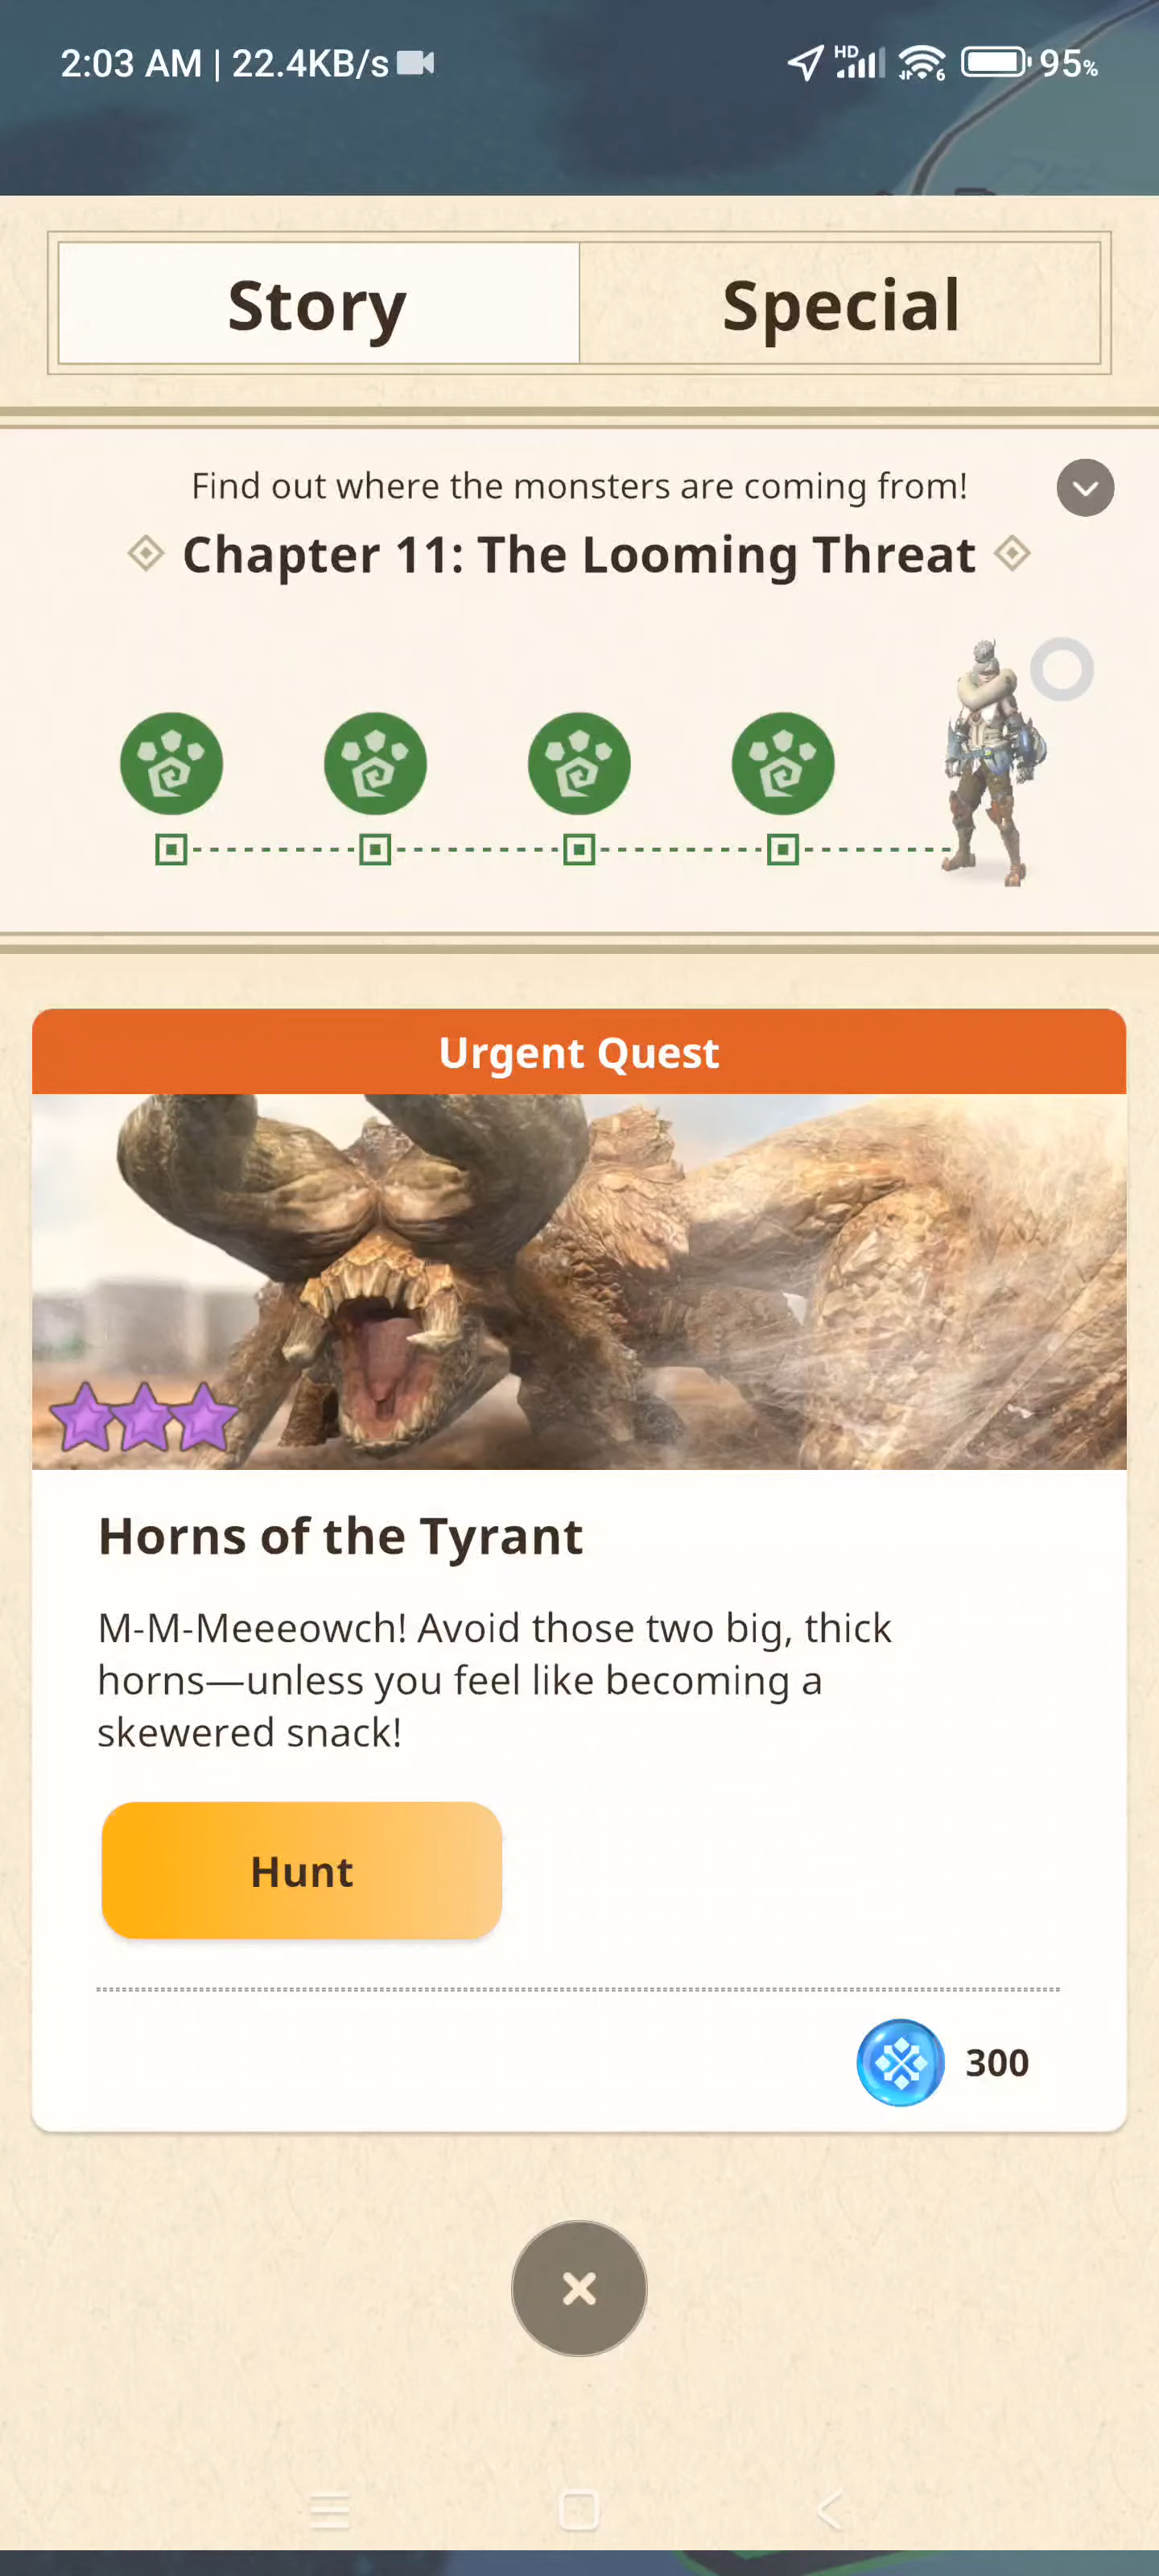 2:03 AM | 22.4KB/s HD 6 95%
Story Special
Find out where the monsters are coming from!
Chapter 11: The Looming Threat
Urgent Quest
Horns of the Tyrant
M-M-Meeeowch! Avoid those two big, thick
horns—unless you feel like becoming a
skewered snack!
Hunt
300